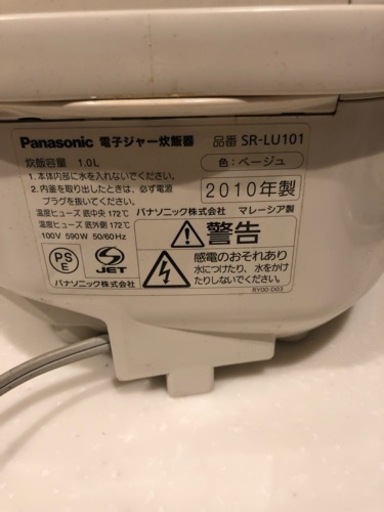 Panasonic 電子ジャー炊飯器 品番 SR-LU101
炊飯容量 1.0L
色：ベージュ
1. 本体内部に水を入れないでください。
2. 内釜を取り出したときは、必ず電源
プラグを抜いてください。
2010年製
温度ヒューズ 底中央 172℃
温度ヒューズ 底外側 172℃
100V 590W 50/60Hz
パナソニック株式会社 マレーシア製
PS
E
JET
パナソニック株式会社
警告
感電のおそれあり
水につけたり、水をかけ
たりしないでください。
RY00-D03